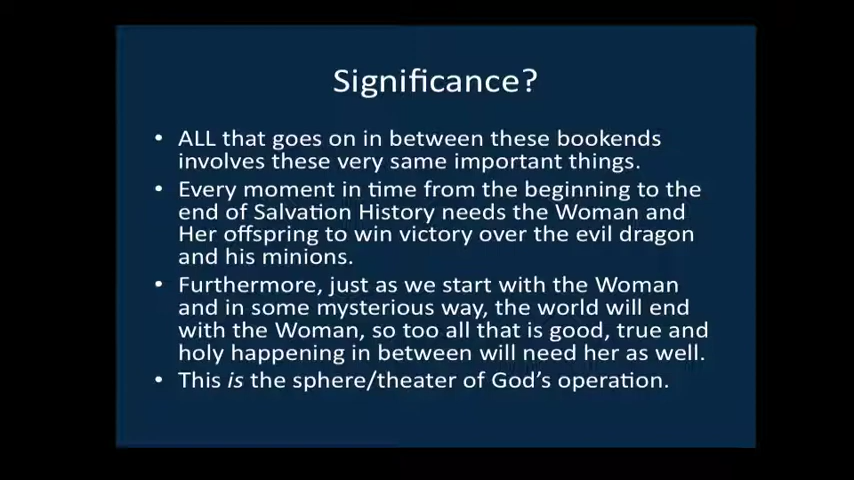 Significance?
• ALL that goes on in between these bookends
involves these very same important things.
• Every moment in time from the beginning to the
end of Salvation History needs the Woman and
Her offspring to win victory over the evil dragon
and his minions.
• Furthermore, just as we start with the Woman
and in some mysterious way, the world will end
with the Woman, so too all that is good, true and
holy happening in between will need her as well.
• This is the sphere/theater of God’s operation.